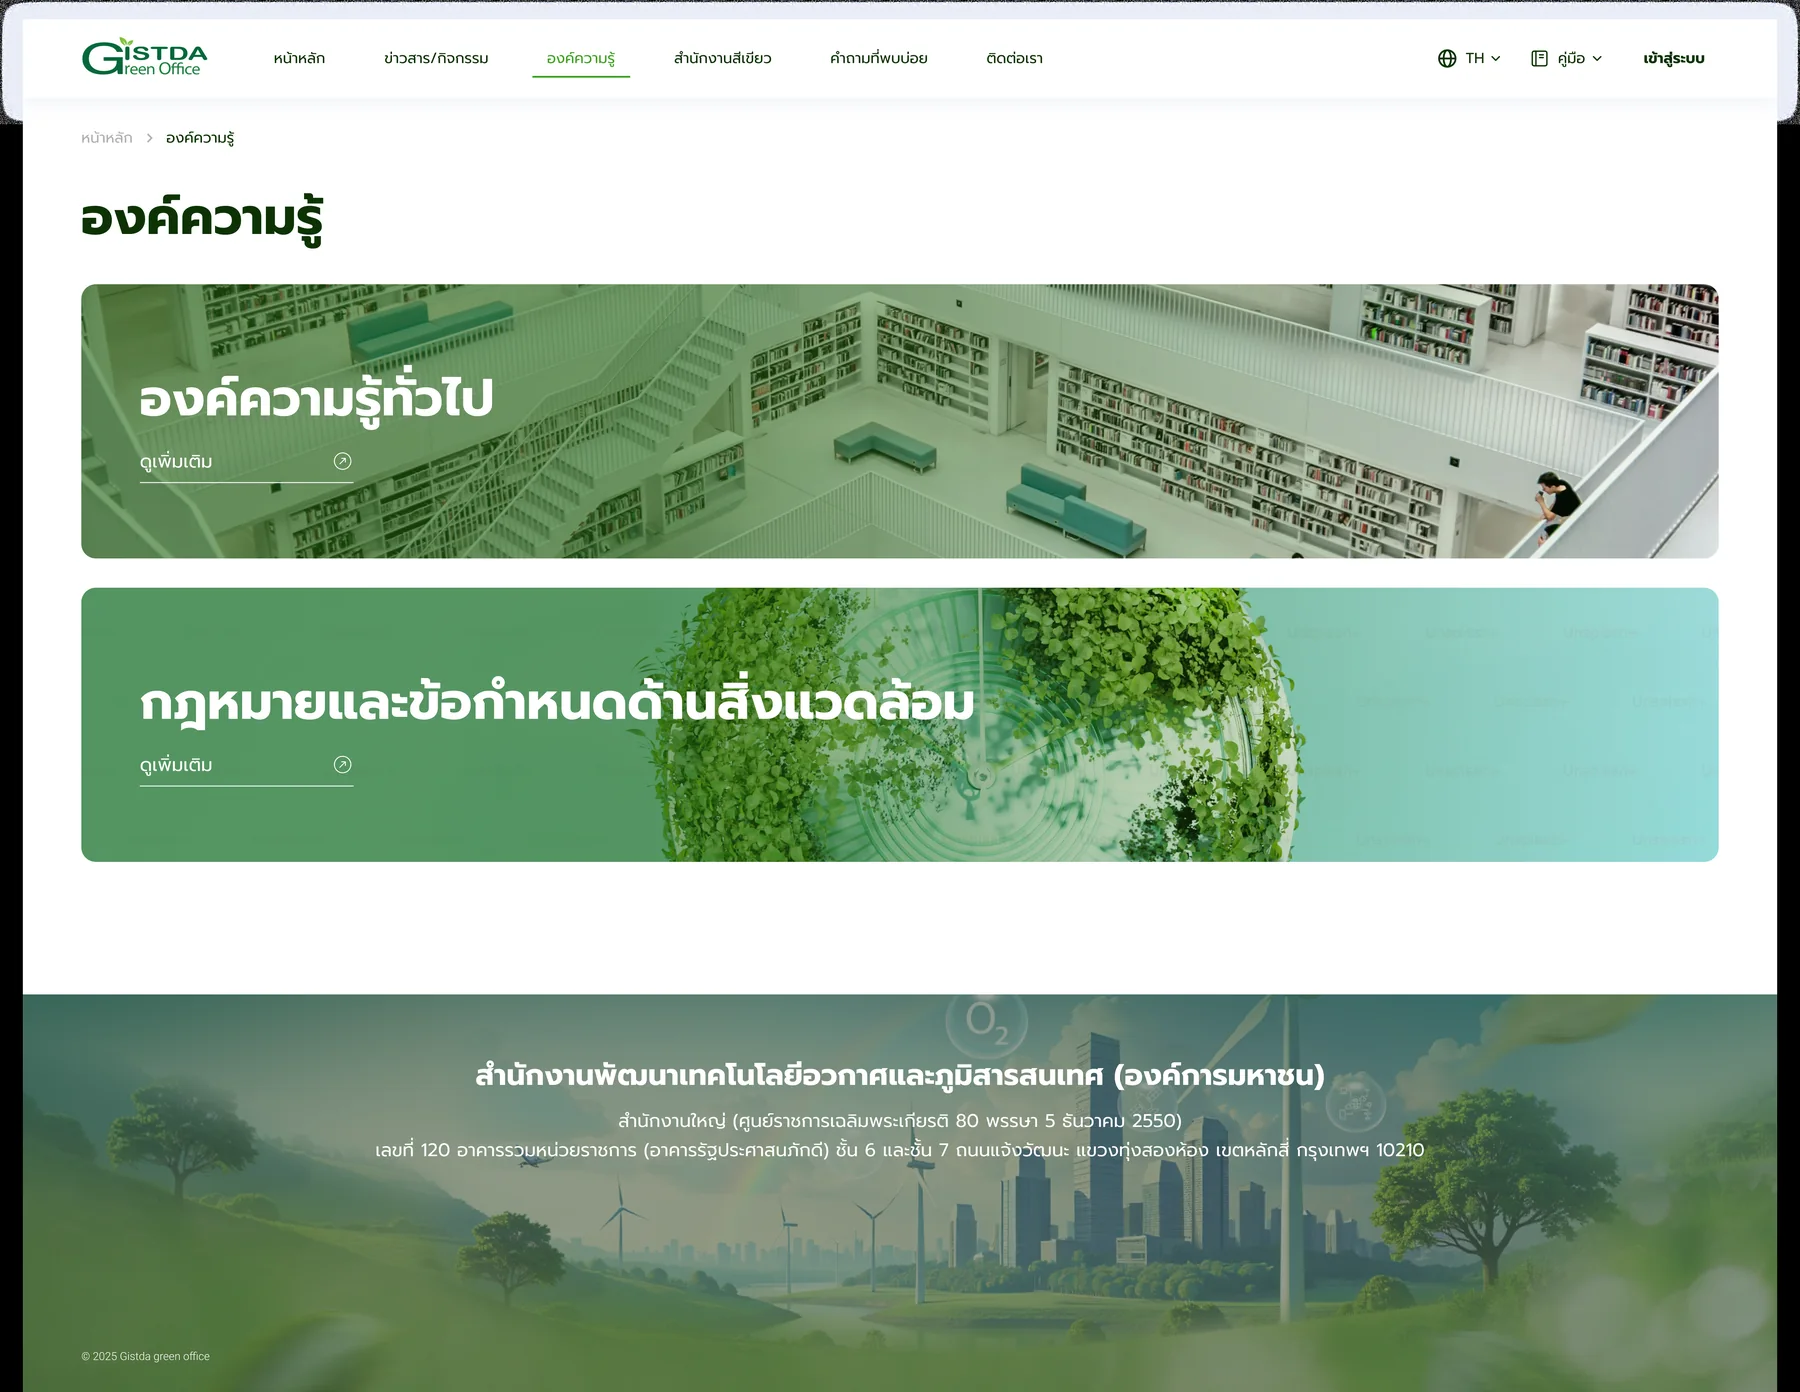 GISTDA
Green Office
หน้าหลัก
ข่าวสาร/กิจกรรม
องค์ความรู้
สำนักงานสีเขียว
คำถามที่พบบ่อย
ติดต่อเรา
TH
คู่มือ
เข้าสู่ระบบ
หน้าหลัก > องค์ความรู้
องค์ความรู้
องค์ความรู้ทั่วไป
ดูเพิ่มเติม
กฎหมายและข้อกำหนดด้านสิ่งแวดล้อม
ดูเพิ่มเติม
O₂
สำนักงานพัฒนาเทคโนโลยีอวกาศและภูมิสารสนเทศ (องค์การมหาชน)
สำนักงานใหญ่ (ศูนย์ราชการเฉลิมพระเกียรติ 80 พรรษา 5 ธันวาคม 2550)
เลขที่ 120 อาคารรวมหน่วยราชการ (อาคารรัฐประศาสนภักดี) ชั้น 6 และชั้น 7 ถนนแจ้งวัฒนะ แขวงทุ่งสองห้อง เขตหลักสี่ กรุงเทพฯ 10210
© 2025 Gistda green office